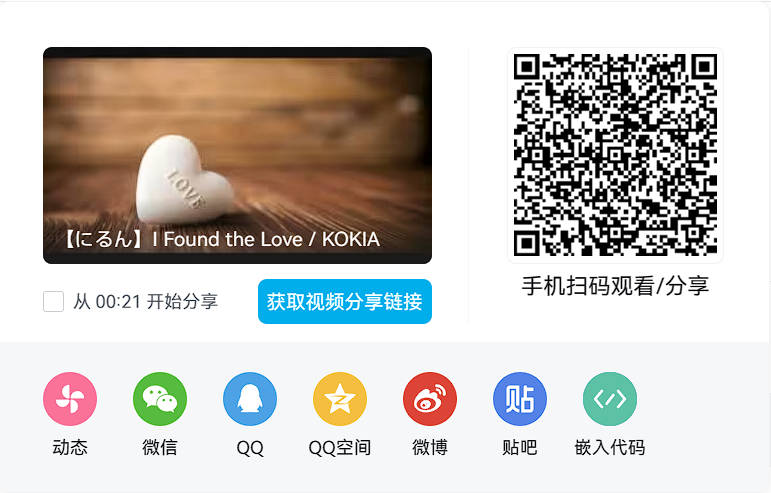 LOVE
【にるん】I Found the Love / KOKIA
从 00:21 开始分享
获取视频分享链接
手机扫码观看/分享
动态
微信
QQ
QQ空间
微博
贴
贴吧
嵌入代码